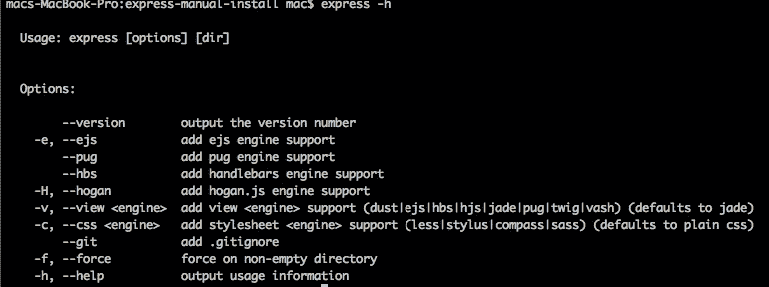 macs-MacBook-Pro:express-manual-install mac$ express -h
Usage: express [options] [dir]
Options:
--version output the version number
-e, --ejs add ejs engine support
--pug add pug engine support
--hbs add handlebars engine support
-H, --hogan add hogan.js engine support
-v, --view <engine> add view <engine> support (dust|ejs|hbs|hjs|jade|pug|twig|vash) (defaults to jade)
-c, --css <engine> add stylesheet <engine> support (less|stylus|compass|sass) (defaults to plain css)
--git add .gitignore
-f, --force force on non-empty directory
-h, --help output usage information